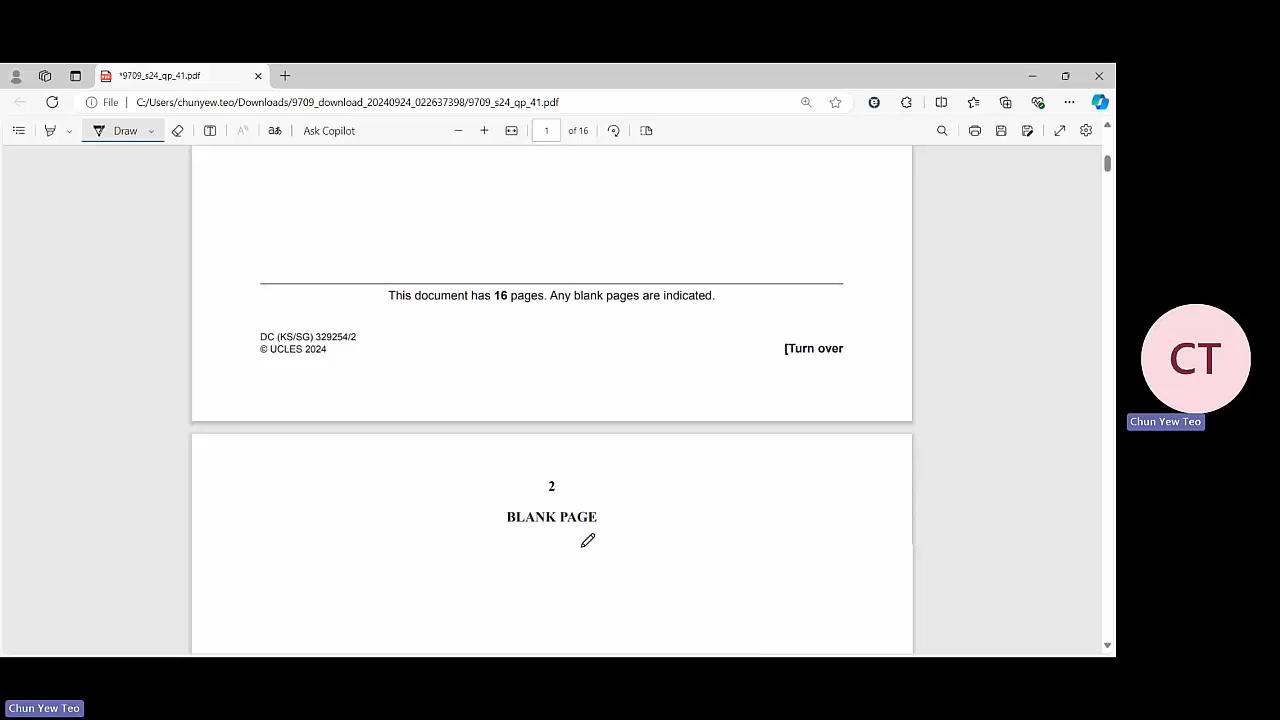 *9709_s24_qp_41.pdf
File
C:/Users/chunyew.teo/Downloads/9709_download_20240924_022637398/9709_s24_qp_41.pdf
Draw
Ask Copilot
1 of 16
This document has 16 pages. Any blank pages are indicated.
DC (KS/SG) 329254/2
© UCLES 2024
[Turn over
2
BLANK PAGE
CT
Chun Yew Teo
Chun Yew Teo